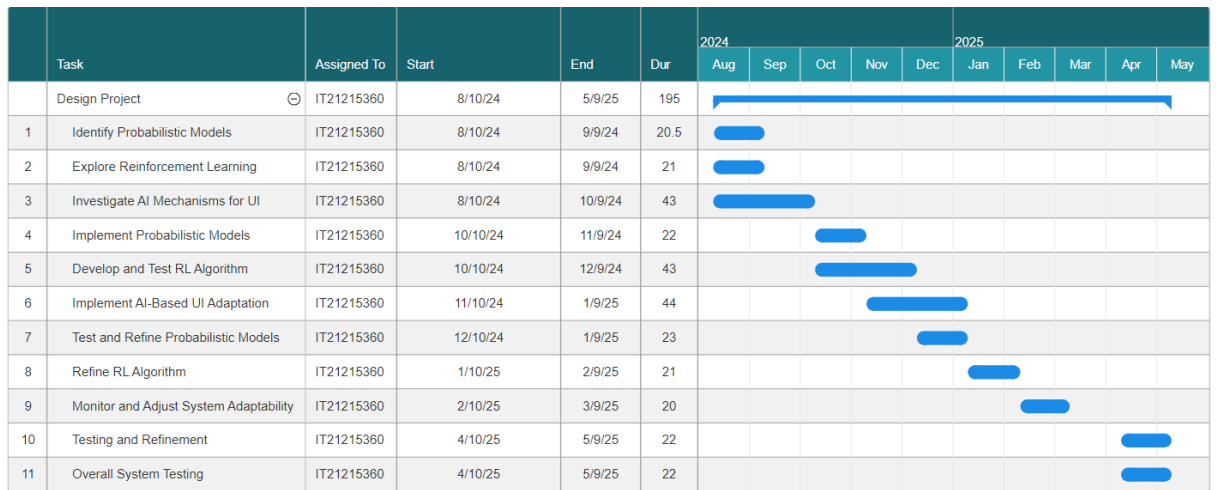 2024 2025
Task Assigned To Start End Dur Aug Sep Oct Nov Dec Jan Feb Mar Apr May
Design Project IT21215360 8/10/24 5/9/25 195
1 Identify Probabilistic Models IT21215360 8/10/24 9/9/24 20.5
2 Explore Reinforcement Learning IT21215360 8/10/24 9/9/24 21
3 Investigate AI Mechanisms for UI IT21215360 8/10/24 10/9/24 43
4 Implement Probabilistic Models IT21215360 10/10/24 11/9/24 22
5 Develop and Test RL Algorithm IT21215360 10/10/24 12/9/24 43
6 Implement AI-Based UI Adaptation IT21215360 11/10/24 1/9/25 44
7 Test and Refine Probabilistic Models IT21215360 12/10/24 1/9/25 23
8 Refine RL Algorithm IT21215360 1/10/25 2/9/25 21
9 Monitor and Adjust System Adaptability IT21215360 2/10/25 3/9/25 20
10 Testing and Refinement IT21215360 4/10/25 5/9/25 22
11 Overall System Testing IT21215360 4/10/25 5/9/25 22